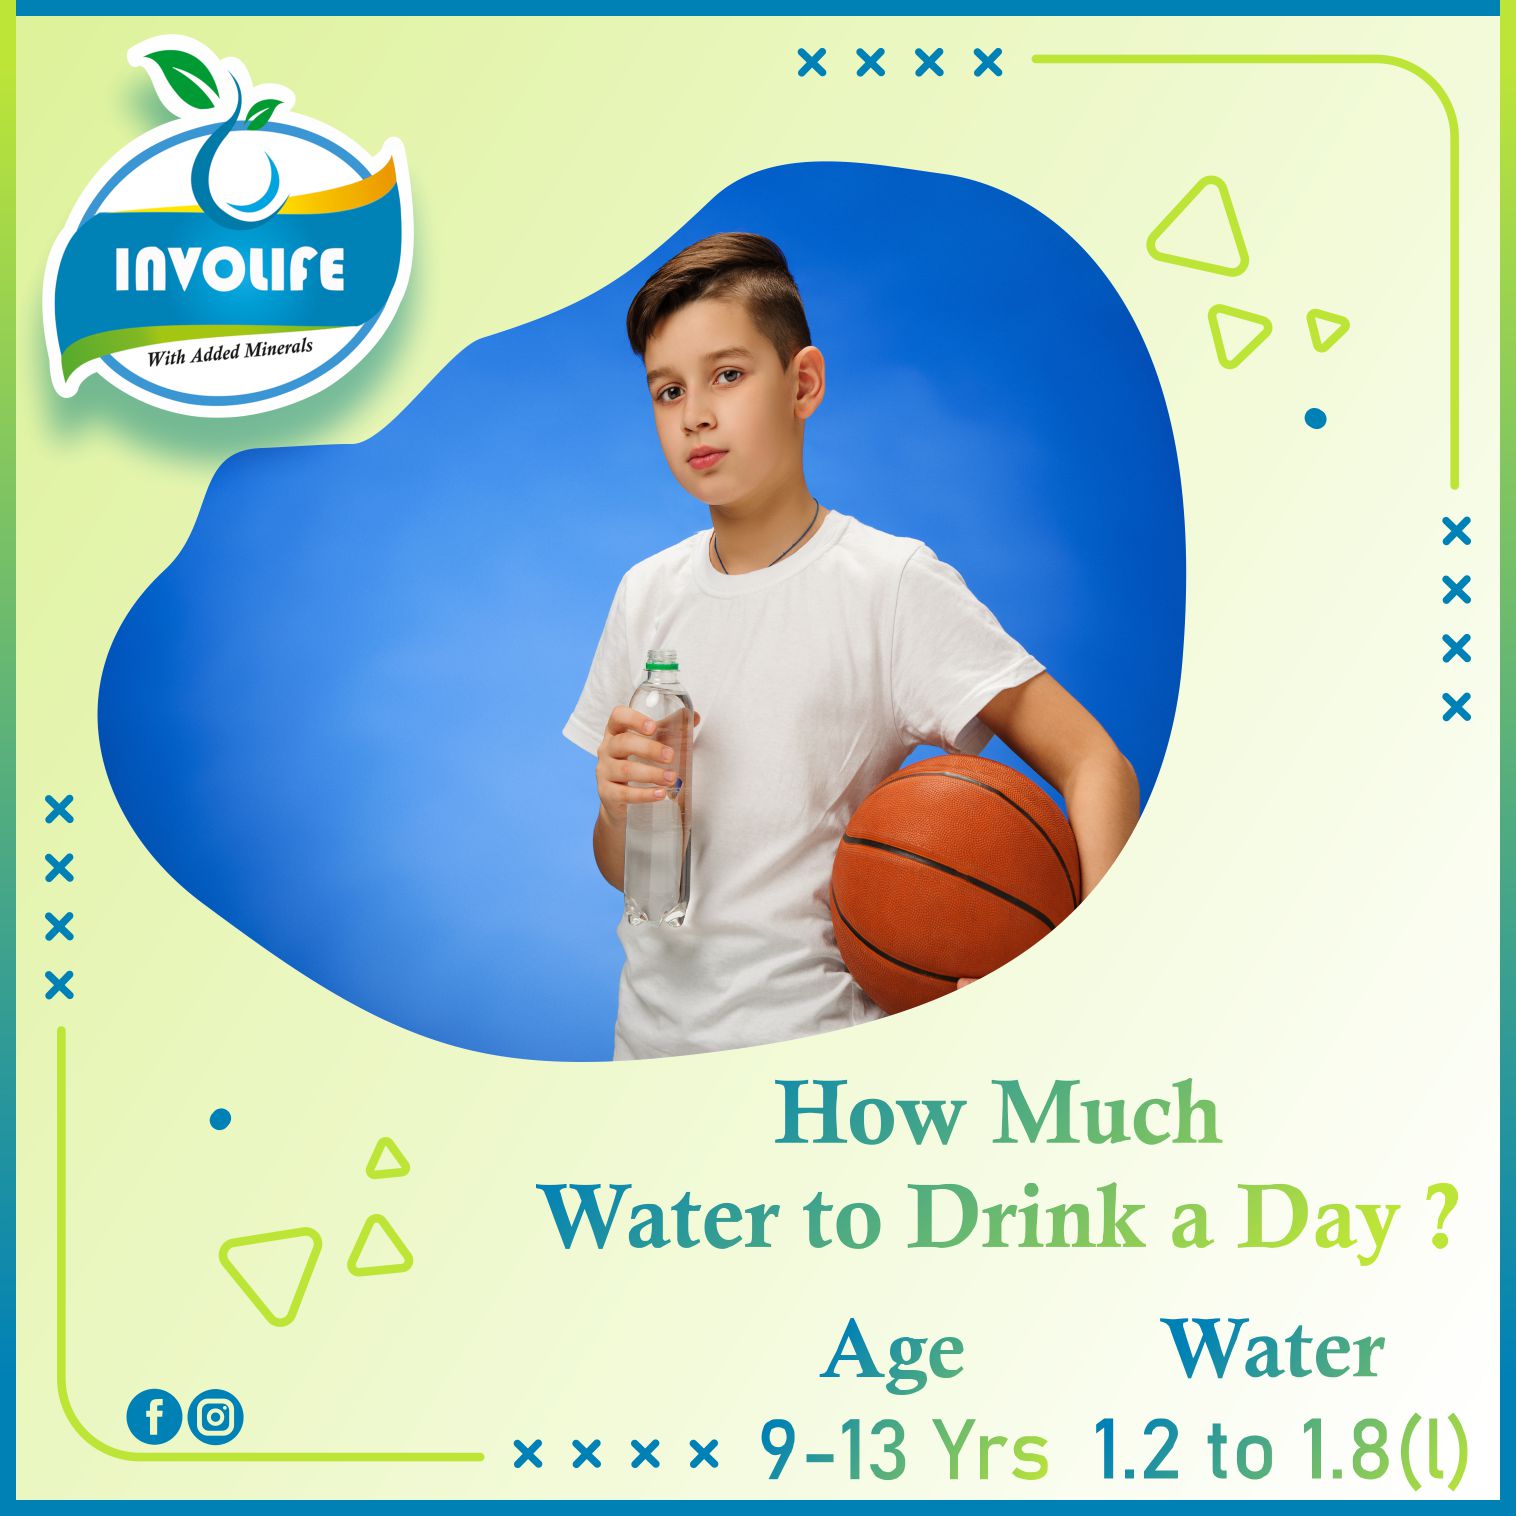 INVOLIFE
With Added Minerals
How Much
Water to Drink a Day ?
Age Water
9-13 Yrs 1.2 to 1.8(l)